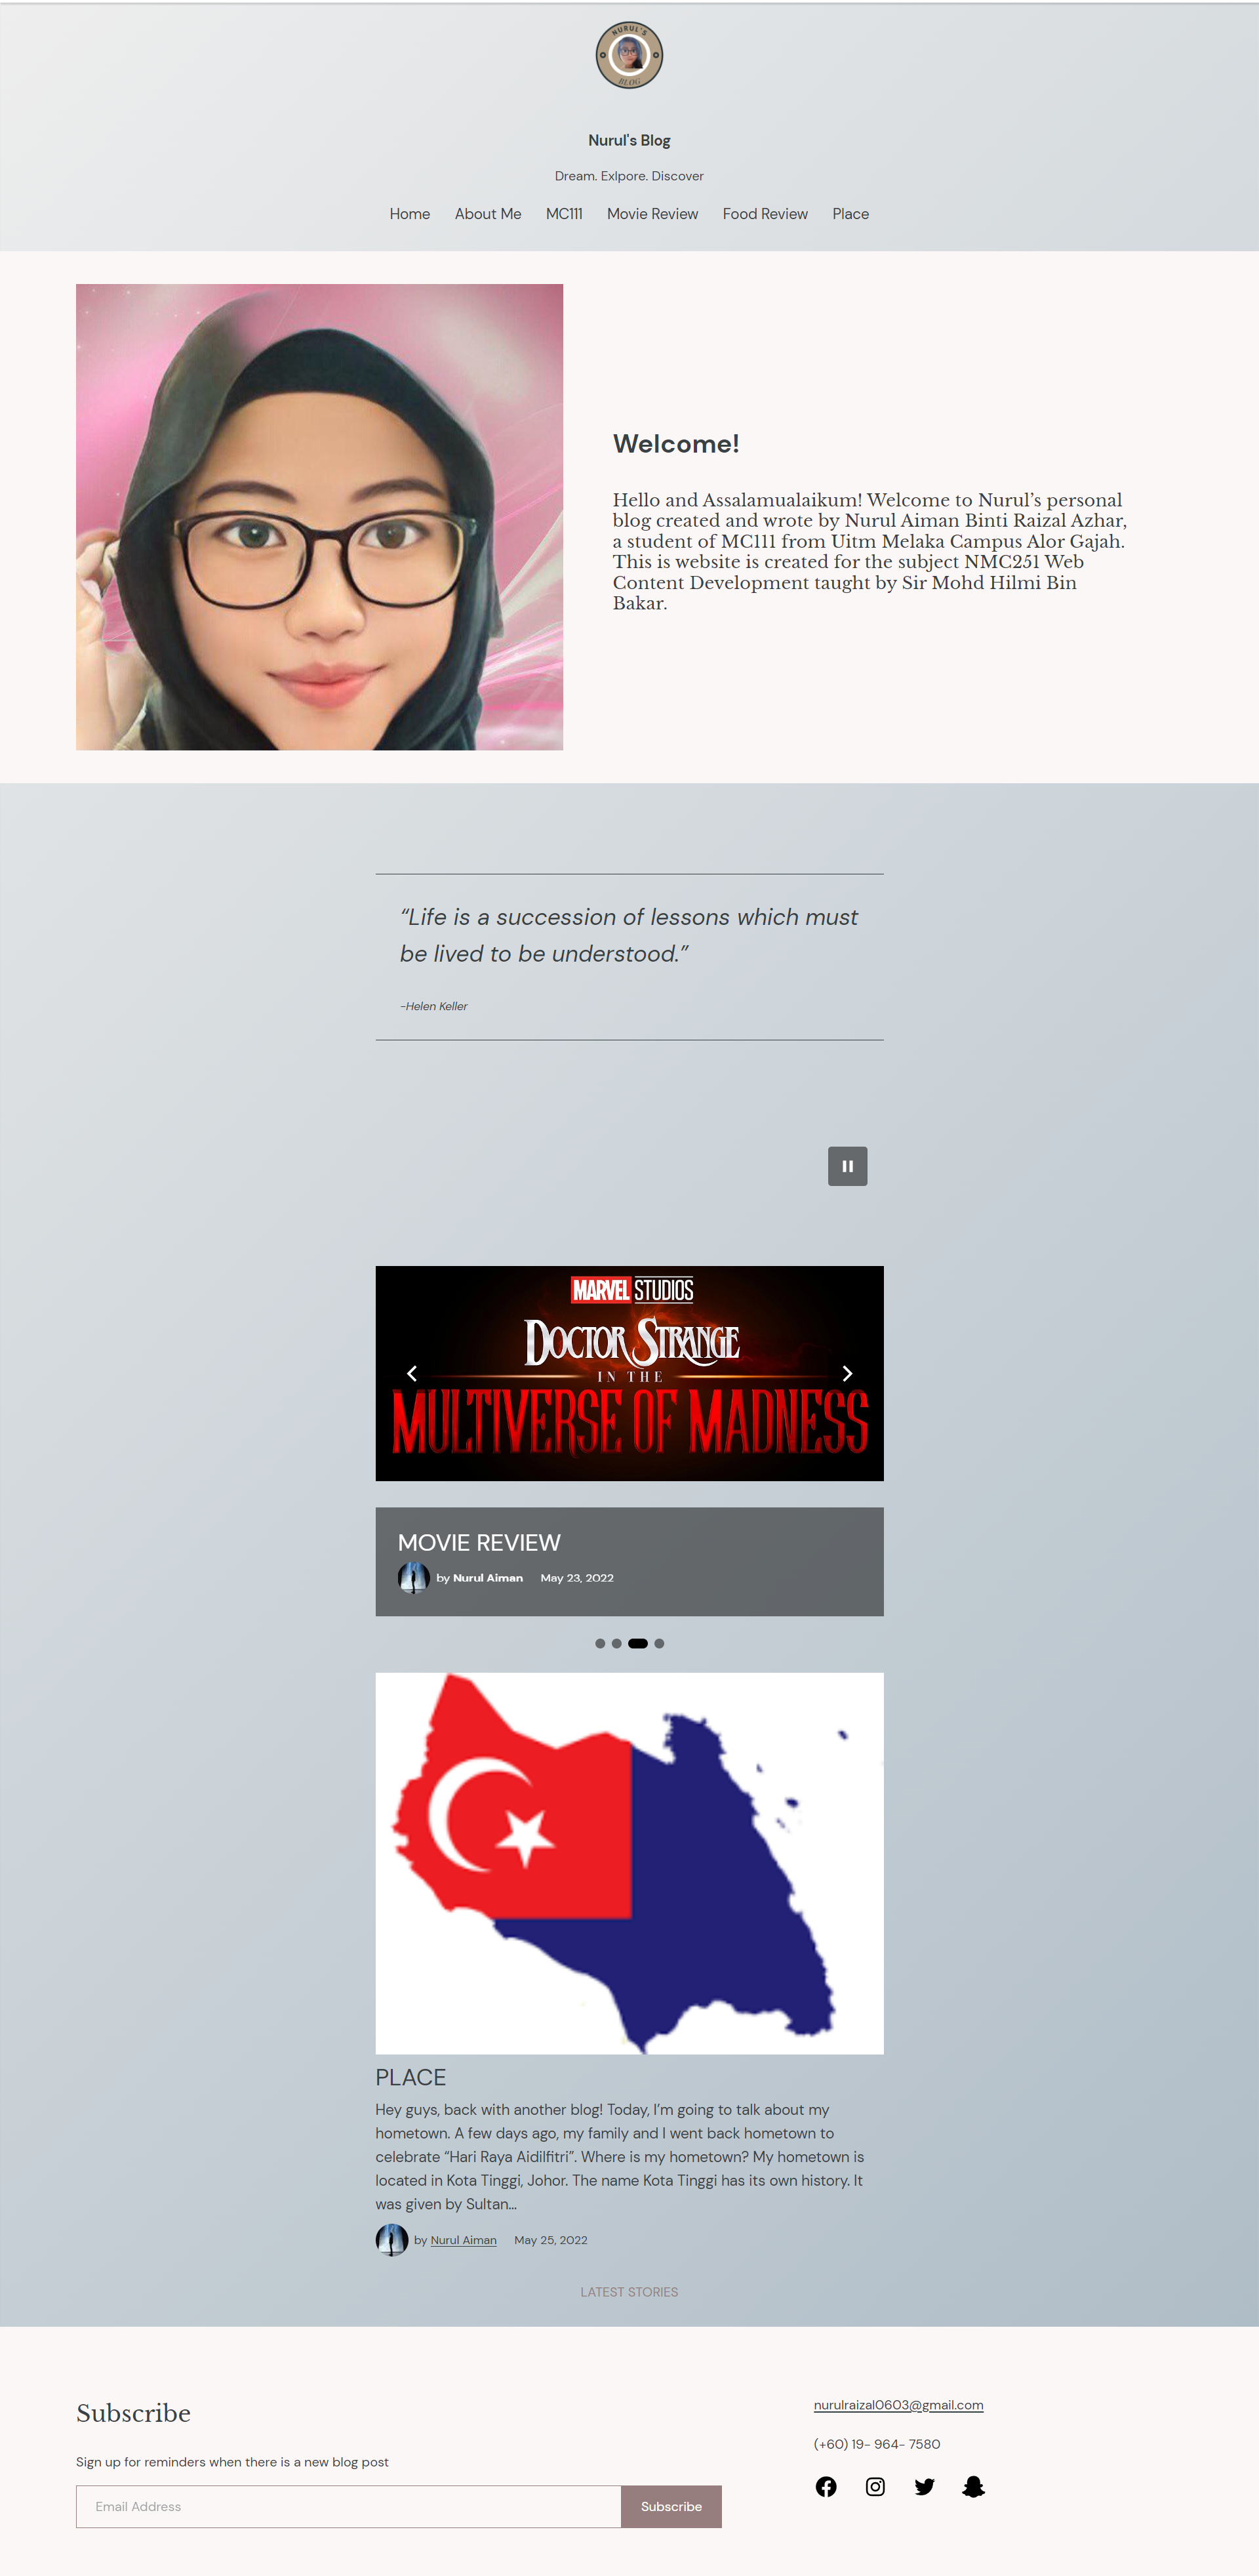 NURUL'S
BLOG
Nurul's Blog
Dream. Exlpore. Discover
Home About Me MC111 Movie Review Food Review Place
Welcome!
Hello and Assalamualaikum! Welcome to Nurul’s personal
blog created and wrote by Nurul Aiman Binti Raizal Azhar,
a student of MC111 from Uitm Melaka Campus Alor Gajah.
This is website is created for the subject NMC251 Web
Content Development taught by Sir Mohd Hilmi Bin
Bakar.
“Life is a succession of lessons which must
be lived to be understood.”
-Helen Keller
MARVEL STUDIOS
DOCTOR STRANGE
IN THE
MULTIVERSE OF MADNESS
MOVIE REVIEW
by Nurul Aiman May 23, 2022
PLACE
Hey guys, back with another blog! Today, I’m going to talk about my
hometown. A few days ago, my family and I went back hometown to
celebrate “Hari Raya Aidilfitri”. Where is my hometown? My hometown is
located in Kota Tinggi, Johor. The name Kota Tinggi has its own history. It
was given by Sultan…
by Nurul Aiman May 25, 2022
LATEST STORIES
Subscribe
Sign up for reminders when there is a new blog post
Email Address Subscribe
nurulraizal0603@gmail.com
(+60) 19- 964- 7580